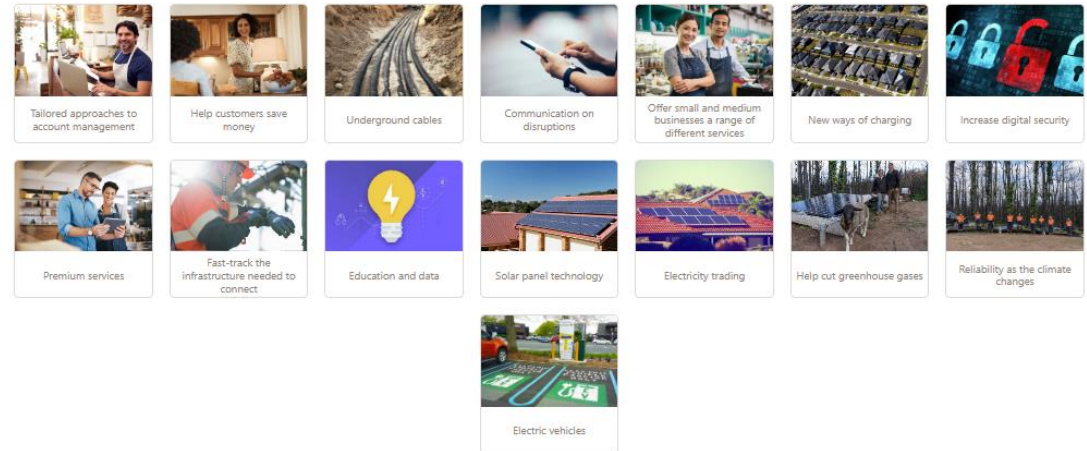 Tailored approaches to
account management
Help customers save
money
Underground cables
Communication on
disruptions
Offer small and medium
businesses a range of
different services
New ways of charging
Increase digital security
Premium services
Fast-track the
infrastructure needed to
connect
Education and data
Solar panel technology
Electricity trading
Help cut greenhouse gases
Reliability as the climate
changes
Electric vehicles